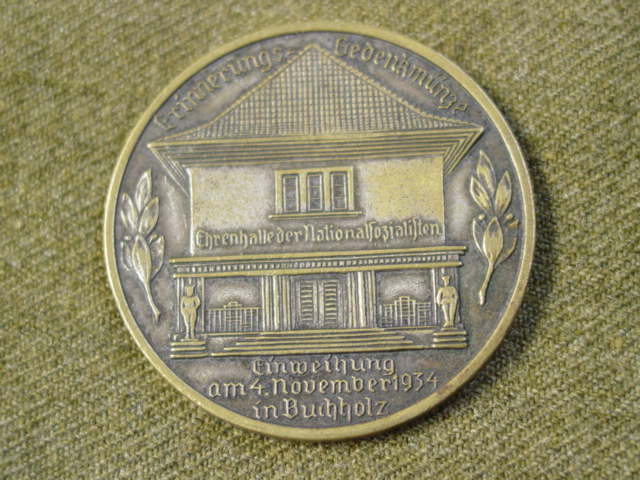 Erinnerungs-Gedenkmünze
Ehrenhalle der Nationalsozialisten
Einweihung
am 4. November 1934
in Buchholz